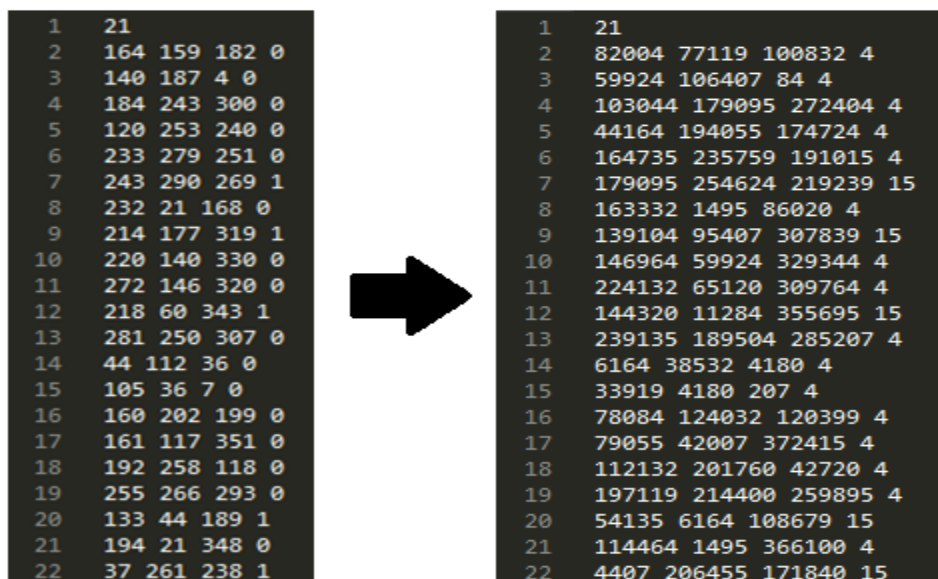 1 21
2 164 159 182 0
3 140 187 4 0
4 184 243 300 0
5 120 253 240 0
6 233 279 251 0
7 243 290 269 1
8 232 21 168 0
9 214 177 319 1
10 220 140 330 0
11 272 146 320 0
12 218 60 343 1
13 281 250 307 0
14 44 112 36 0
15 105 36 7 0
16 160 202 199 0
17 161 117 351 0
18 192 258 118 0
19 255 266 293 0
20 133 44 189 1
21 194 21 348 0
22 37 261 238 1
1 21
2 82004 77119 100832 4
3 59924 106407 84 4
4 103044 179095 272404 4
5 44164 194055 174724 4
6 164735 235759 191015 4
7 179095 254624 219239 15
8 163332 1495 86020 4
9 139104 95407 307839 15
10 146964 59924 329344 4
11 224132 65120 309764 4
12 144320 11284 355695 15
13 239135 189504 285207 4
14 6164 38532 4180 4
15 33919 4180 207 4
16 78084 124032 120399 4
17 79055 42007 372415 4
18 112132 201760 42720 4
19 197119 214400 259895 4
20 54135 6164 108679 15
21 114464 1495 366100 4
22 4407 206455 171840 15